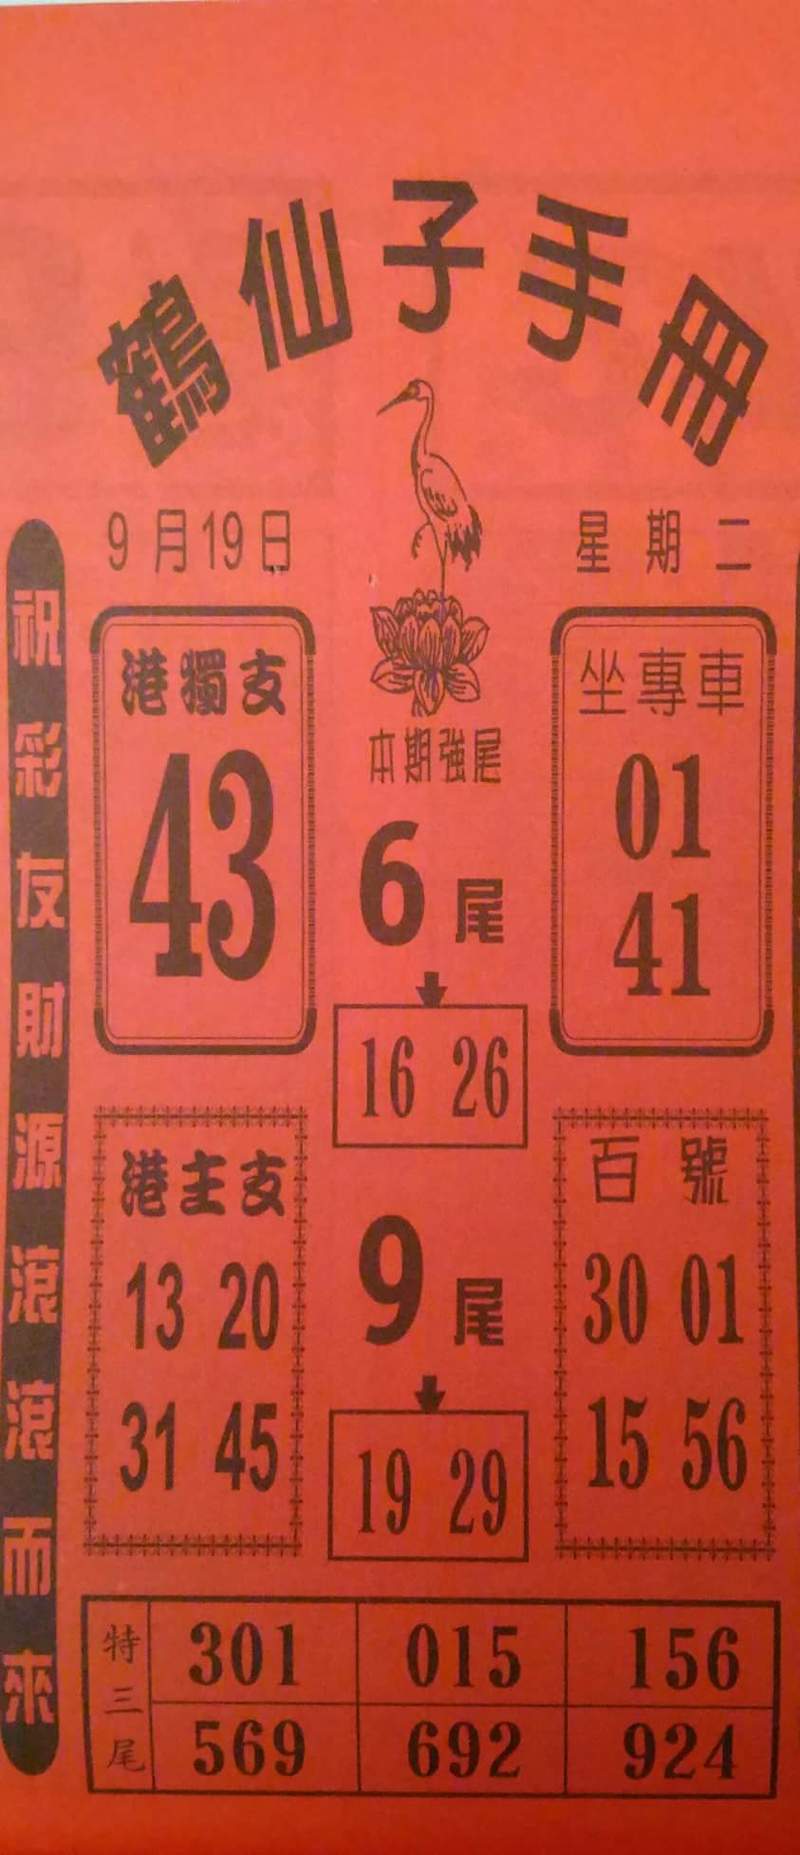 鶴仙子手冊
9月19日
星期二
祝彩友財源滾滾而來
港獨支
43
本期強尾
6尾
16 26
坐專車
01
41
港主支
13 20
31 45
9尾
19 29
百號
30 01
15 56
特三尾
301 015 156
569 692 924